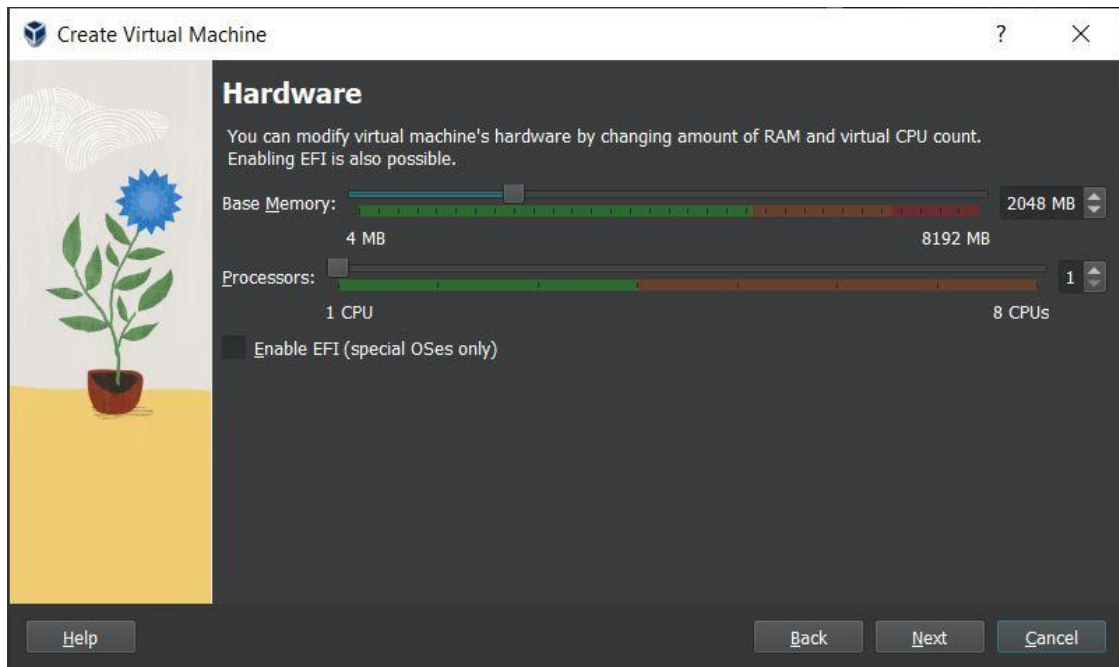 Create Virtual Machine
?
Hardware
You can modify virtual machine's hardware by changing amount of RAM and virtual CPU count.
Enabling EFI is also possible.
Base Memory: 2048 MB
4 MB 8192 MB
Processors: 1
1 CPU 8 CPUs
Enable EFI (special OSes only)
Help Back Next Cancel